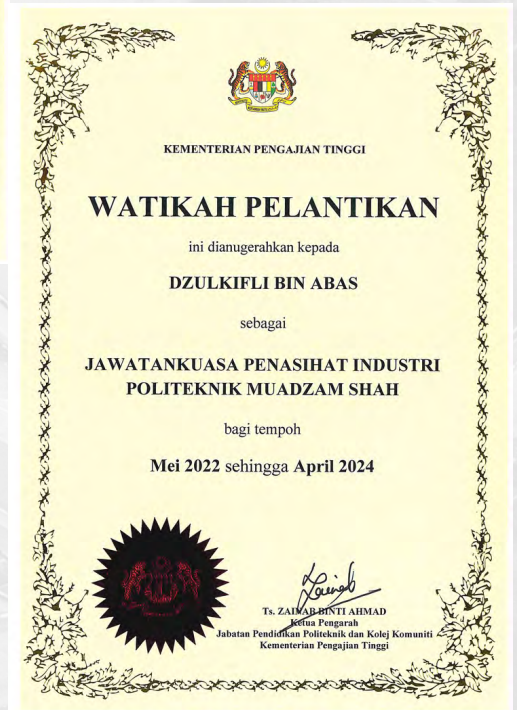 KEMENTERIAN PENGAJIAN TINGGI
WATIKAH PELANTIKAN
ini dianugerahkan kepada
DZULKIFLI BIN ABAS
sebagai
JAWATANKUASA PENASIHAT INDUSTRI
POLITEKNIK MUADZAM SHAH
bagi tempoh
Mei 2022 sehingga April 2024
Ts. ZAINAB BINTI AHMAD
Ketua Pengarah
Jabatan Pendidikan Politeknik dan Kolej Komuniti
Kementerian Pengajian Tinggi